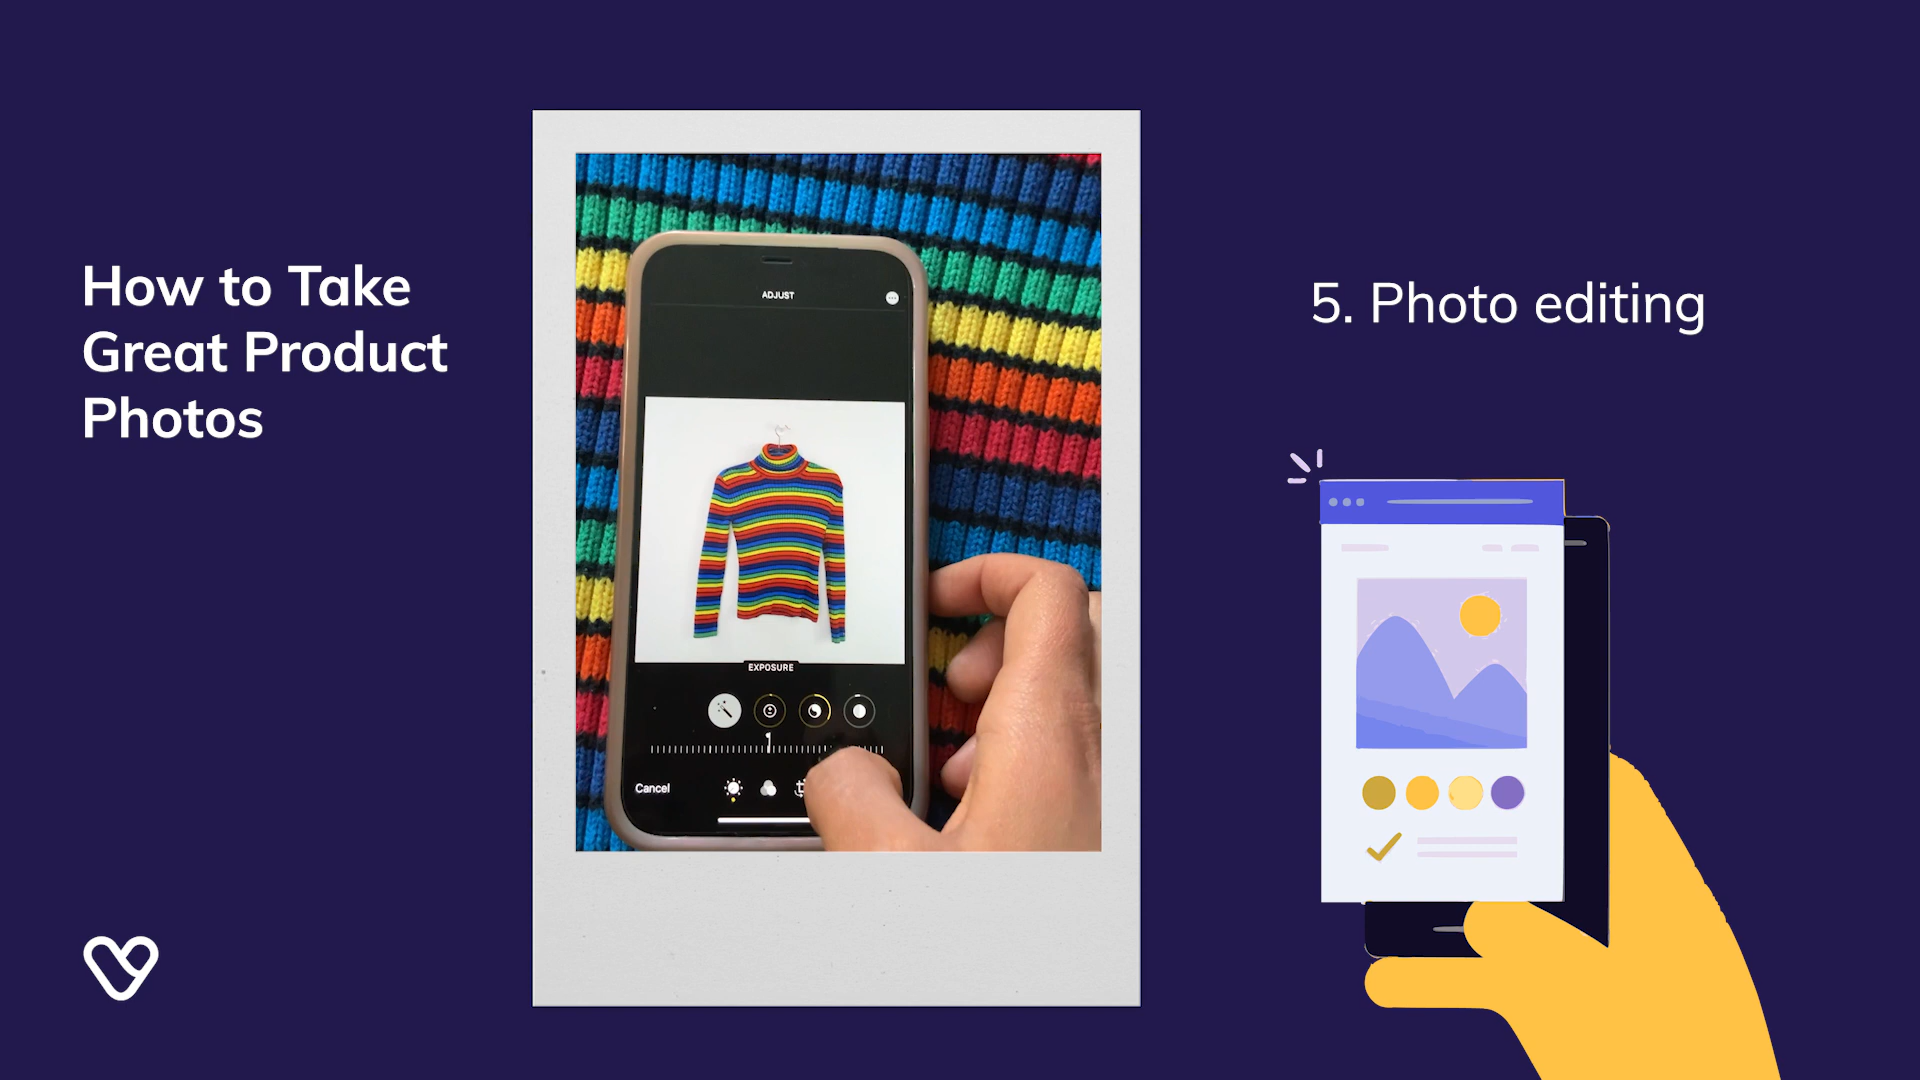 How to Take
Great Product
Photos
ADJUST
EXPOSURE
Cancel
5. Photo editing